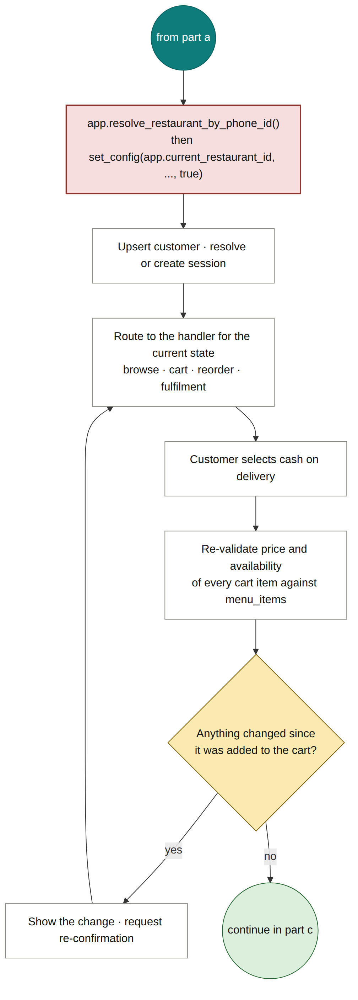 from part a
app.resolve_restaurant_by_phone_id()
then
set_config(app.current_restaurant_id,
..., true)
Upsert customer · resolve
or create session
Route to the handler for the
current state
browse · cart · reorder ·
fulfilment
Customer selects cash on
delivery
Re-validate price and
availability
of every cart item against
menu_items
Anything changed since
it was added to the cart?
yes
no
Show the change · request
re-confirmation
continue in part c